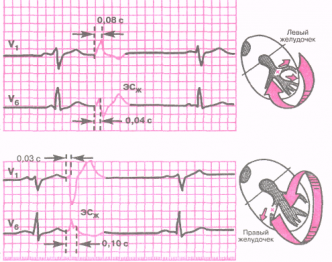 0,08 с
V1
ЭСЖ
V6
0,04 с
Левый
желудочек
0,03 с
V1
ЭСЖ
V6
0,10 с
Правый
желудочек